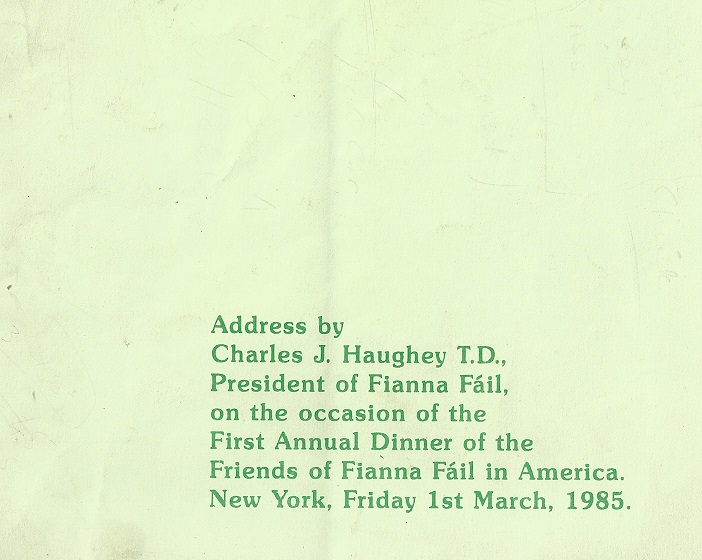 Address by
Charles J. Haughey T.D.,
President of Fianna Fáil,
on the occasion of the
First Annual Dinner of the
Friends of Fianna Fáil in America.
New York, Friday 1st March, 1985.